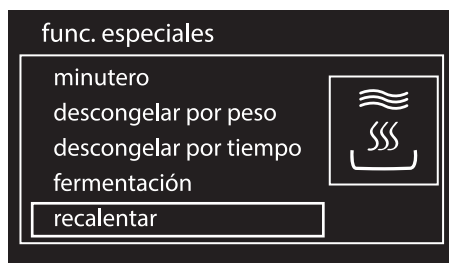 func. especiales
minutero
descongelar por peso
descongelar por tiempo
fermentación
recalentar